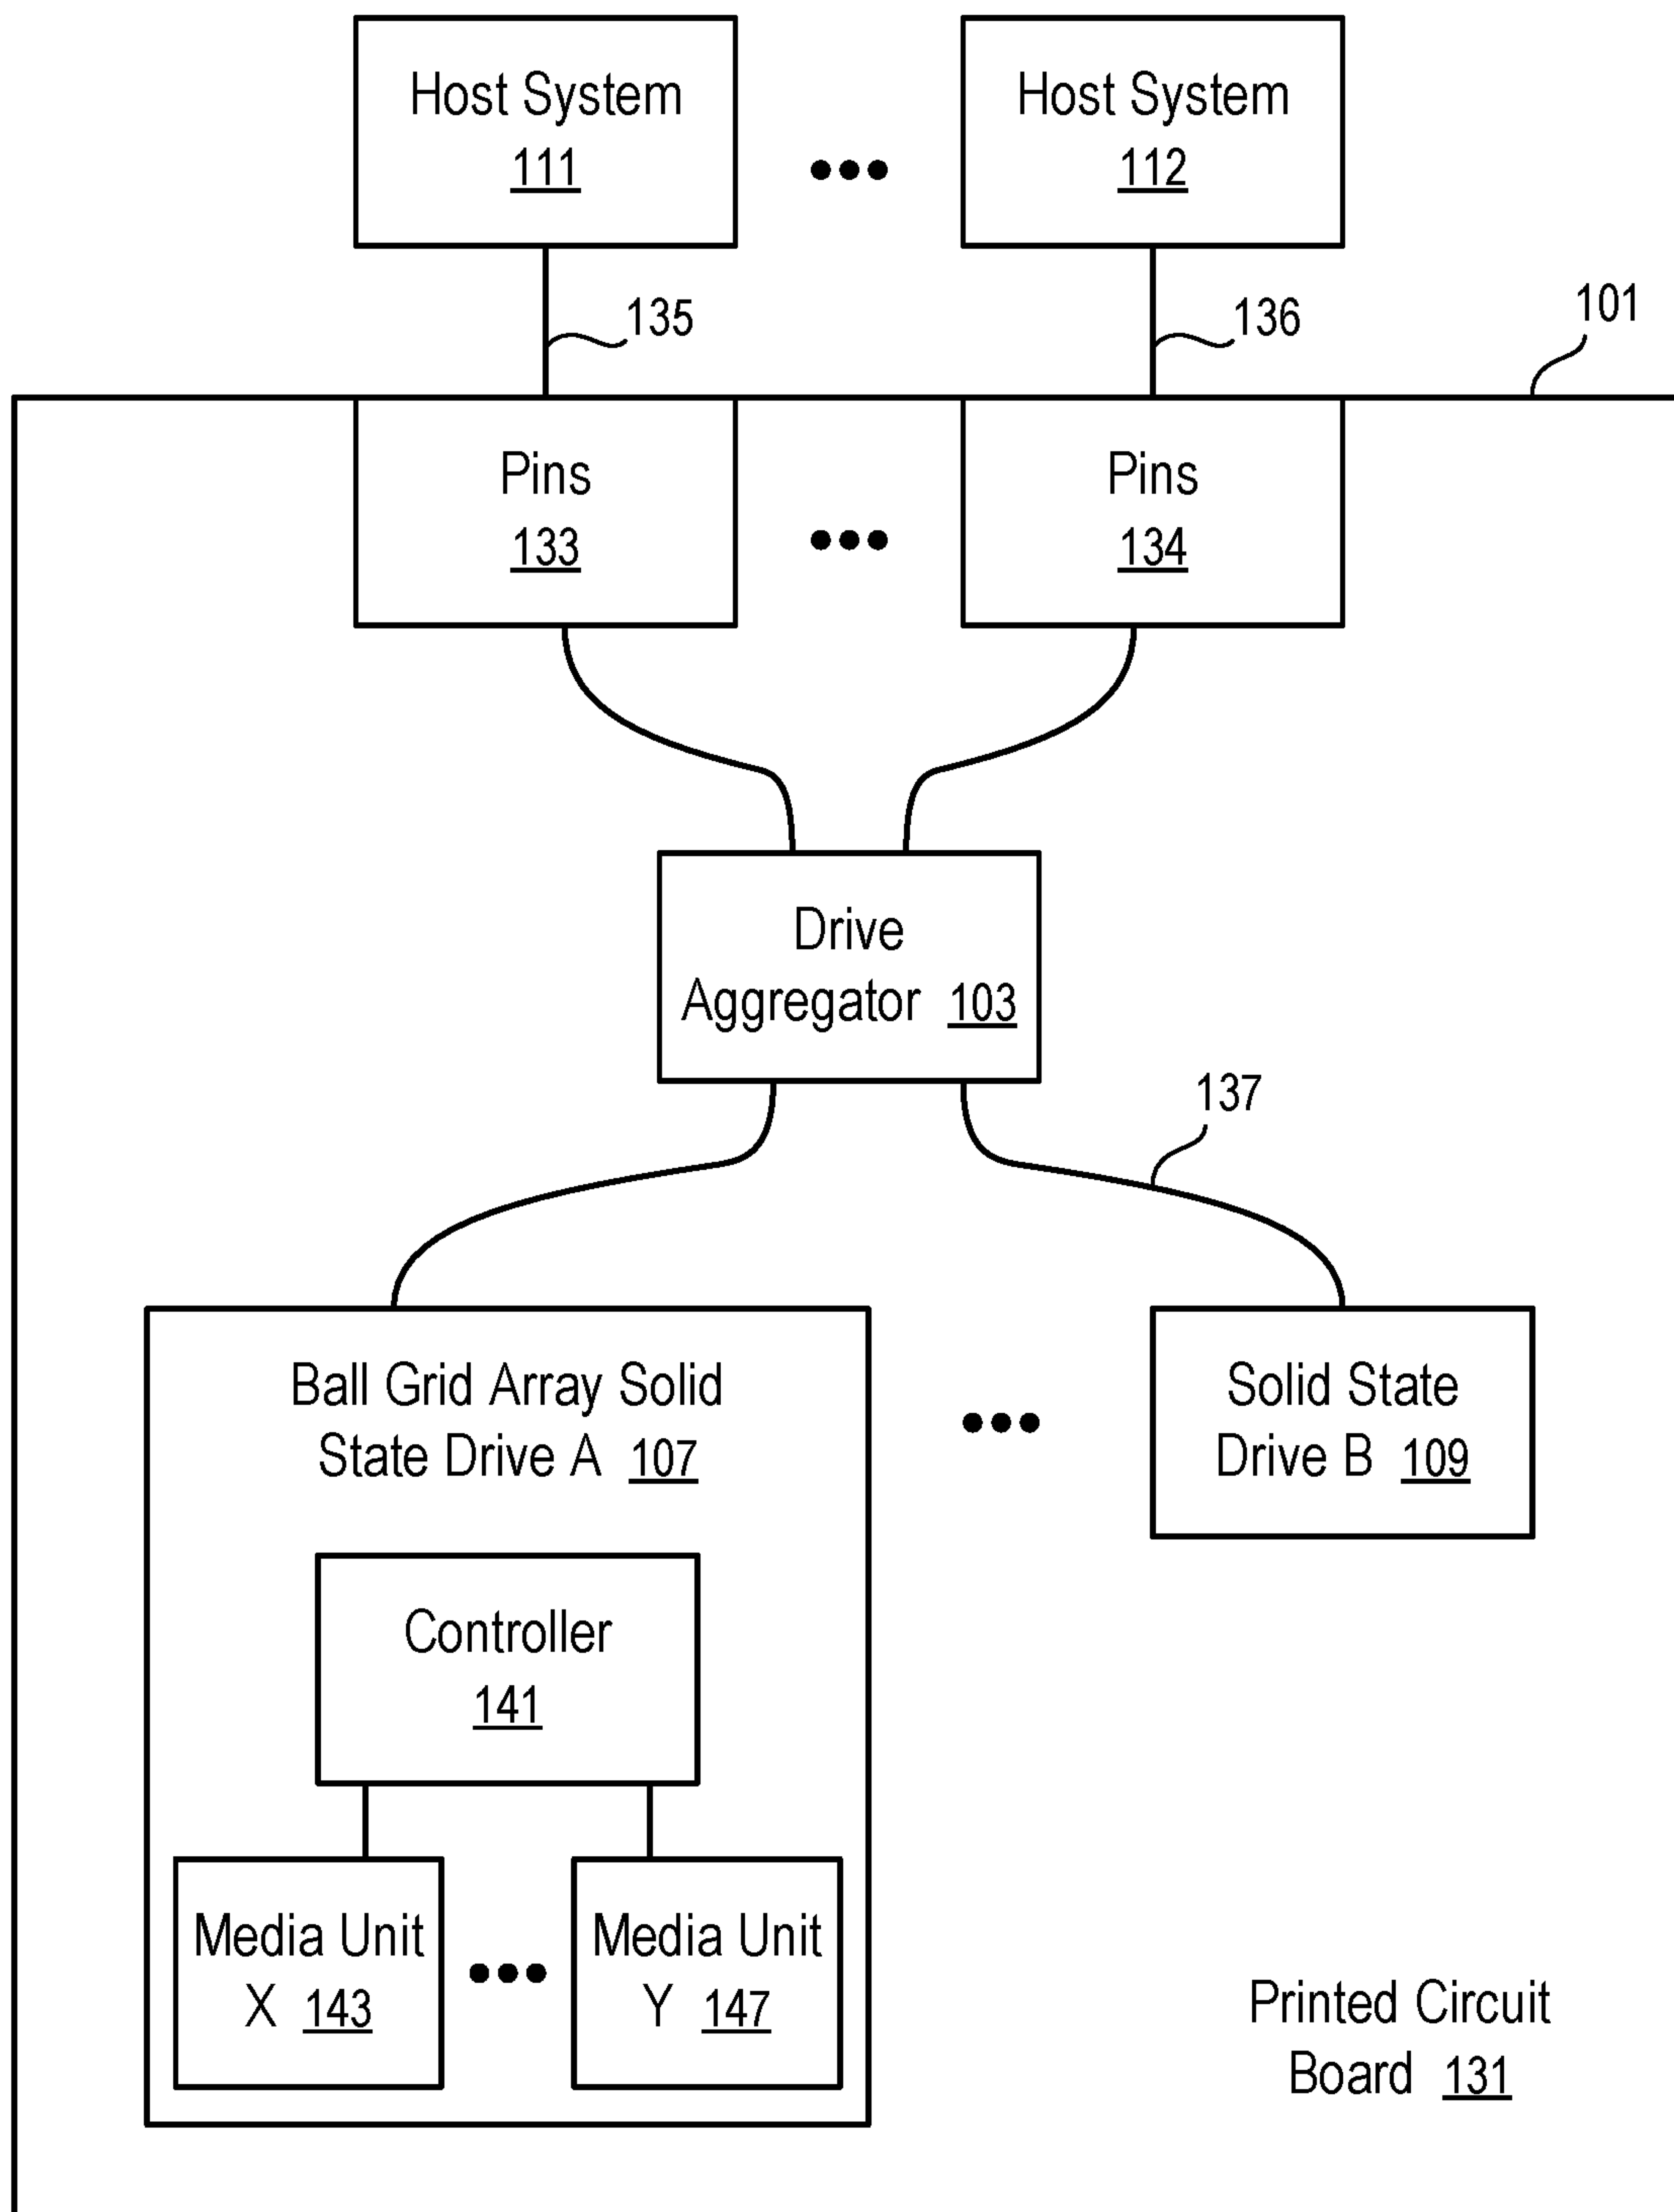 Host System
111
Host System
112
135
136
101
Pins
133
Pins
134
Drive
Aggregator 103
137
Ball Grid Array Solid
State Drive A 107
Solid State
Drive B 109
Controller
141
Media Unit
X 143
Media Unit
Y 147
Printed Circuit
Board 131